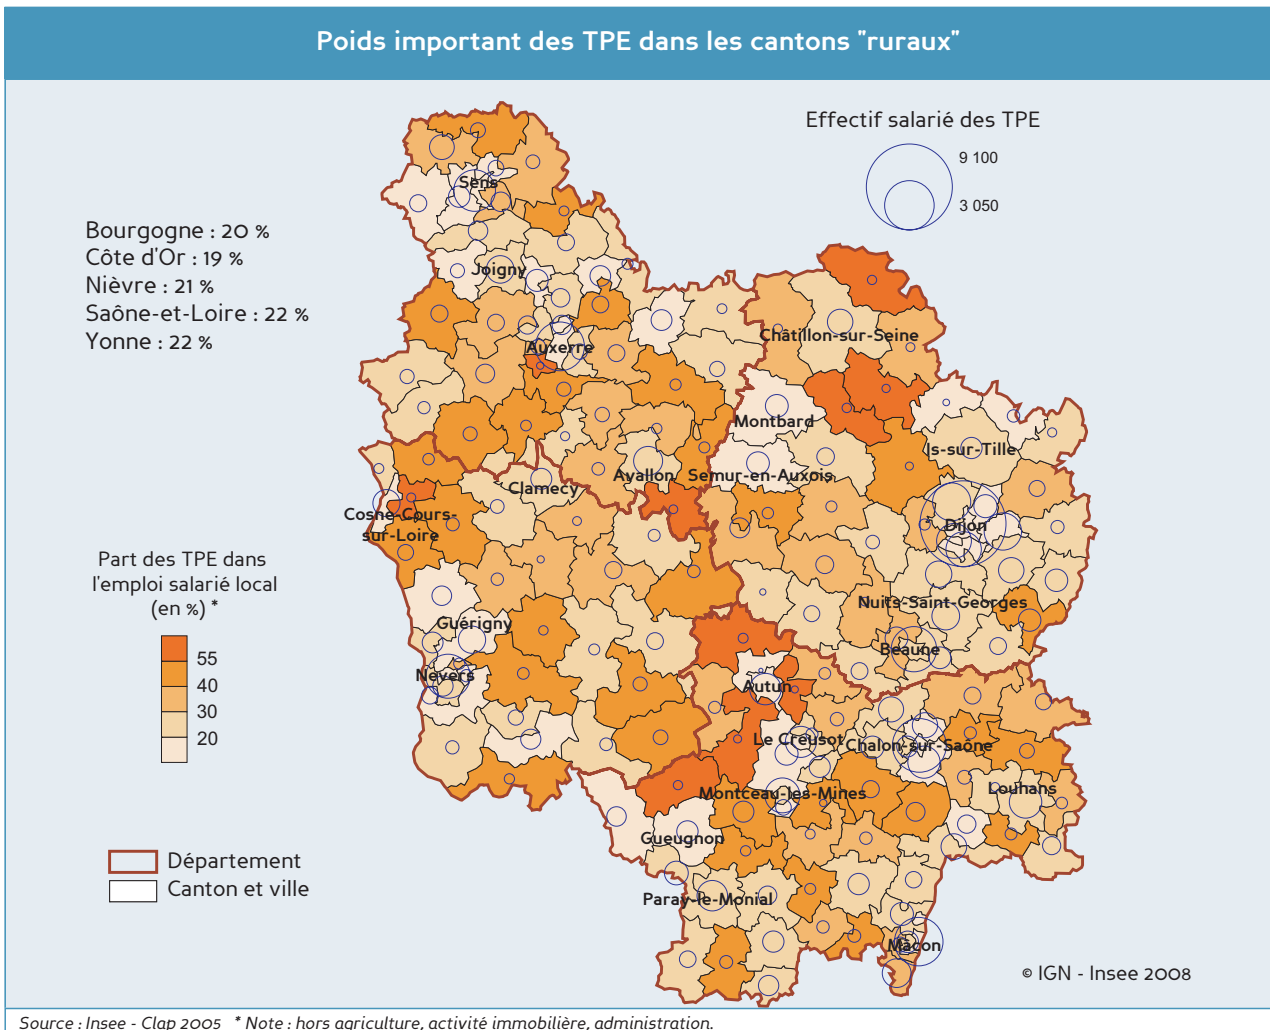 Poids important des TPE dans les cantons "ruraux"
Effectif salarié des TPE
9 100
3 050
Bourgogne : 20 %
Côte d'Or : 19 %
Nièvre : 21 %
Saône-et-Loire : 22 %
Yonne : 22 %
Sens
Joigny
Auxerre
Châtillon-sur-Seine
Montbard
Is-sur-Tille
Avallon
Semur-en-Auxois
Clamecy
Cosne-Cours-
sur-Loire
Dijon
Part des TPE dans
l'emploi salarié local
(en %) *
55
40
30
20
Nuits-Saint-Georges
Guérigny
Beaune
Nevers
Autun
Le Creusot
Chalon-sur-Saône
Montceau-les-Mines
Louhans
Gueugnon
Département
Canton et ville
Paray-le-Monial
Mâcon
© IGN - Insee 2008
Source : Insee - Clap 2005 * Note : hors agriculture, activité immobilière, administration.